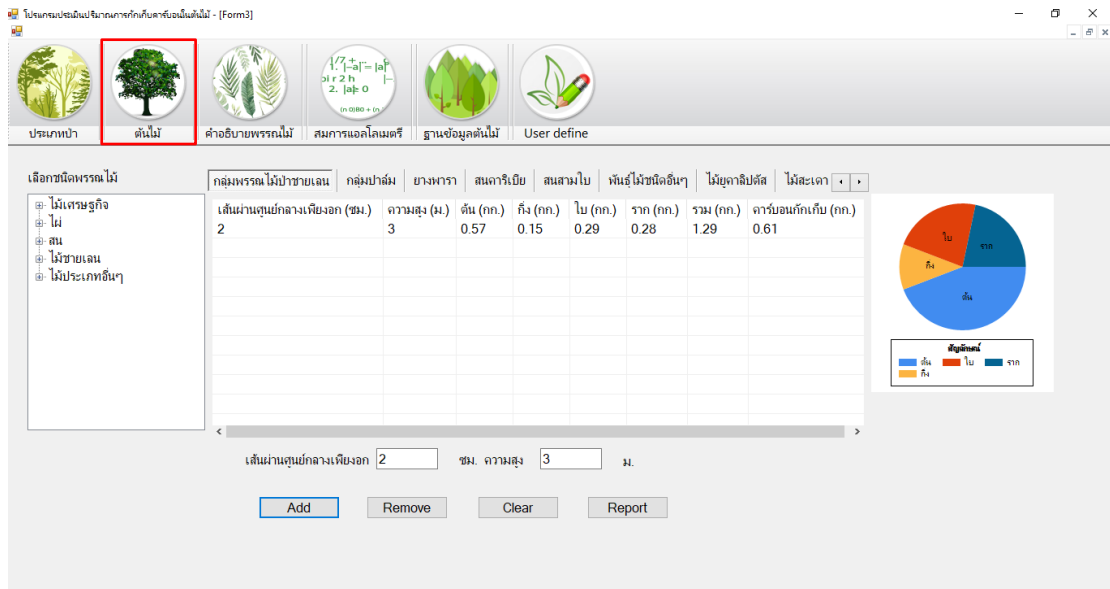 โปรแกรมประเมินปริมาณการกักเก็บคาร์บอนในต้นไม้ - [Form3]
ประเภทป่า ต้นไม้ คำอธิบายพรรณไม้ สมการแอลโลเมตรี ฐานข้อมูลต้นไม้ User define
เลือกชนิดพรรณไม้
ไม้เศรษฐกิจ
ไผ่
สน
ไม้ชายเลน
ไม้ประเภทอื่นๆ
กลุ่มพรรณไม้ป่าชายเลน กลุ่มปาล์ม ยางพารา สนคาริเบีย สนสามใบ พันธุ์ไม้ชนิดอื่นๆ ไม้ยูคาลิปตัส ไม้สะเดา
เส้นผ่านศูนย์กลางเพียงอก (ซม.) ความสูง (ม.) ต้น (กก.) กิ่ง (กก.) ใบ (กก.) ราก (กก.) รวม (กก.) คาร์บอนกักเก็บ (กก.)
2 3 0.57 0.15 0.29 0.28 1.29 0.61
ใบ ราก
กิ่ง
ต้น
สัญลักษณ์
ต้น ใบ ราก
กิ่ง
เส้นผ่านศูนย์กลางเพียงอก 2 ซม. ความสูง 3 ม.
Add Remove Clear Report